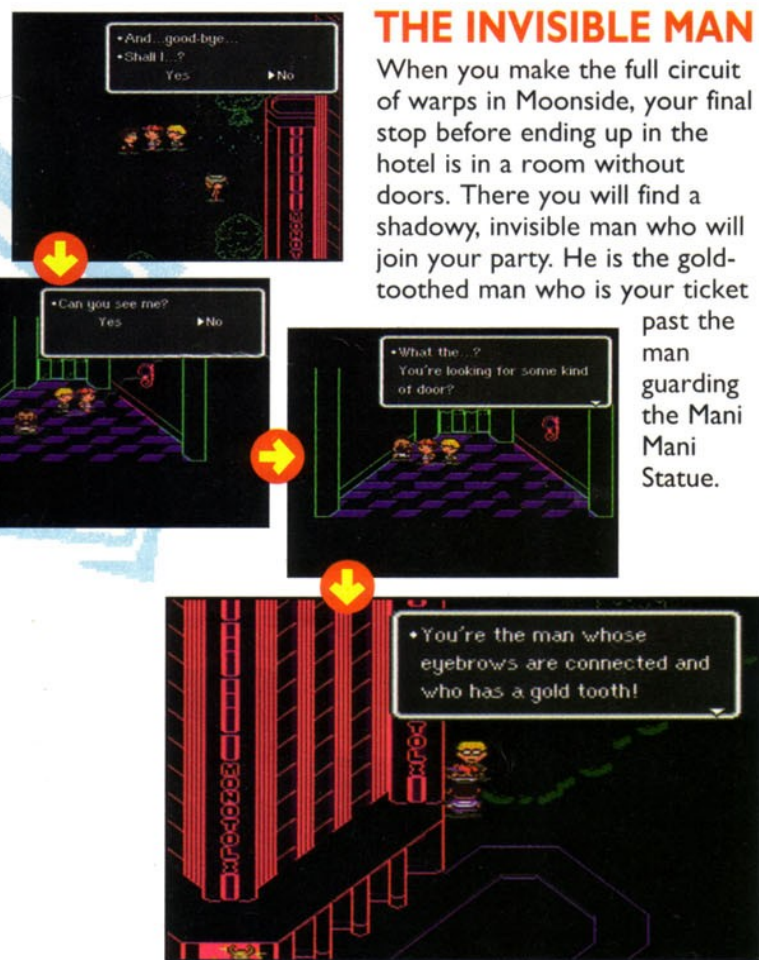 THE INVISIBLE MAN
When you make the full circuit
of warps in Moonside, your final
stop before ending up in the
hotel is in a room without
doors. There you will find a
shadowy, invisible man who will
join your party. He is the gold-
toothed man who is your ticket
past the
man
guarding
the Mani
Mani
Statue.
•And...good-bye...
•Shall I...?
Yes ▶No
•Can you see me?
Yes ▶No
•What the...?
You're looking for some kind
of door?
•You're the man whose
eyebrows are connected and
who has a gold tooth!
MONOTOLI